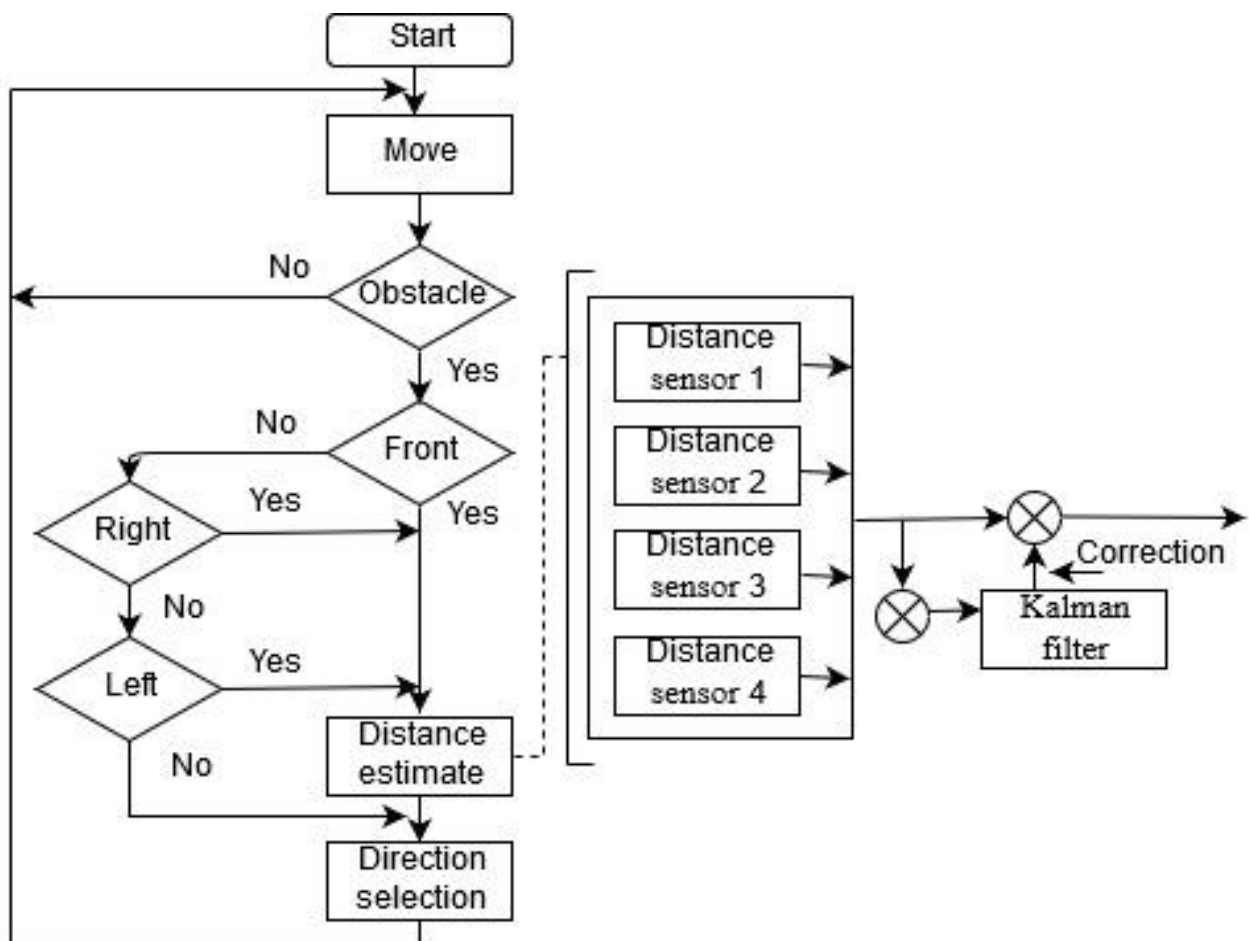 Start
Move
No
Obstacle
Yes
No
Front
Yes
Right
Yes
No
Left
Yes
No
Distance
estimate
Direction
selection
Distance
sensor 1
Distance
sensor 2
Distance
sensor 3
Distance
sensor 4
Correction
Kalman
filter